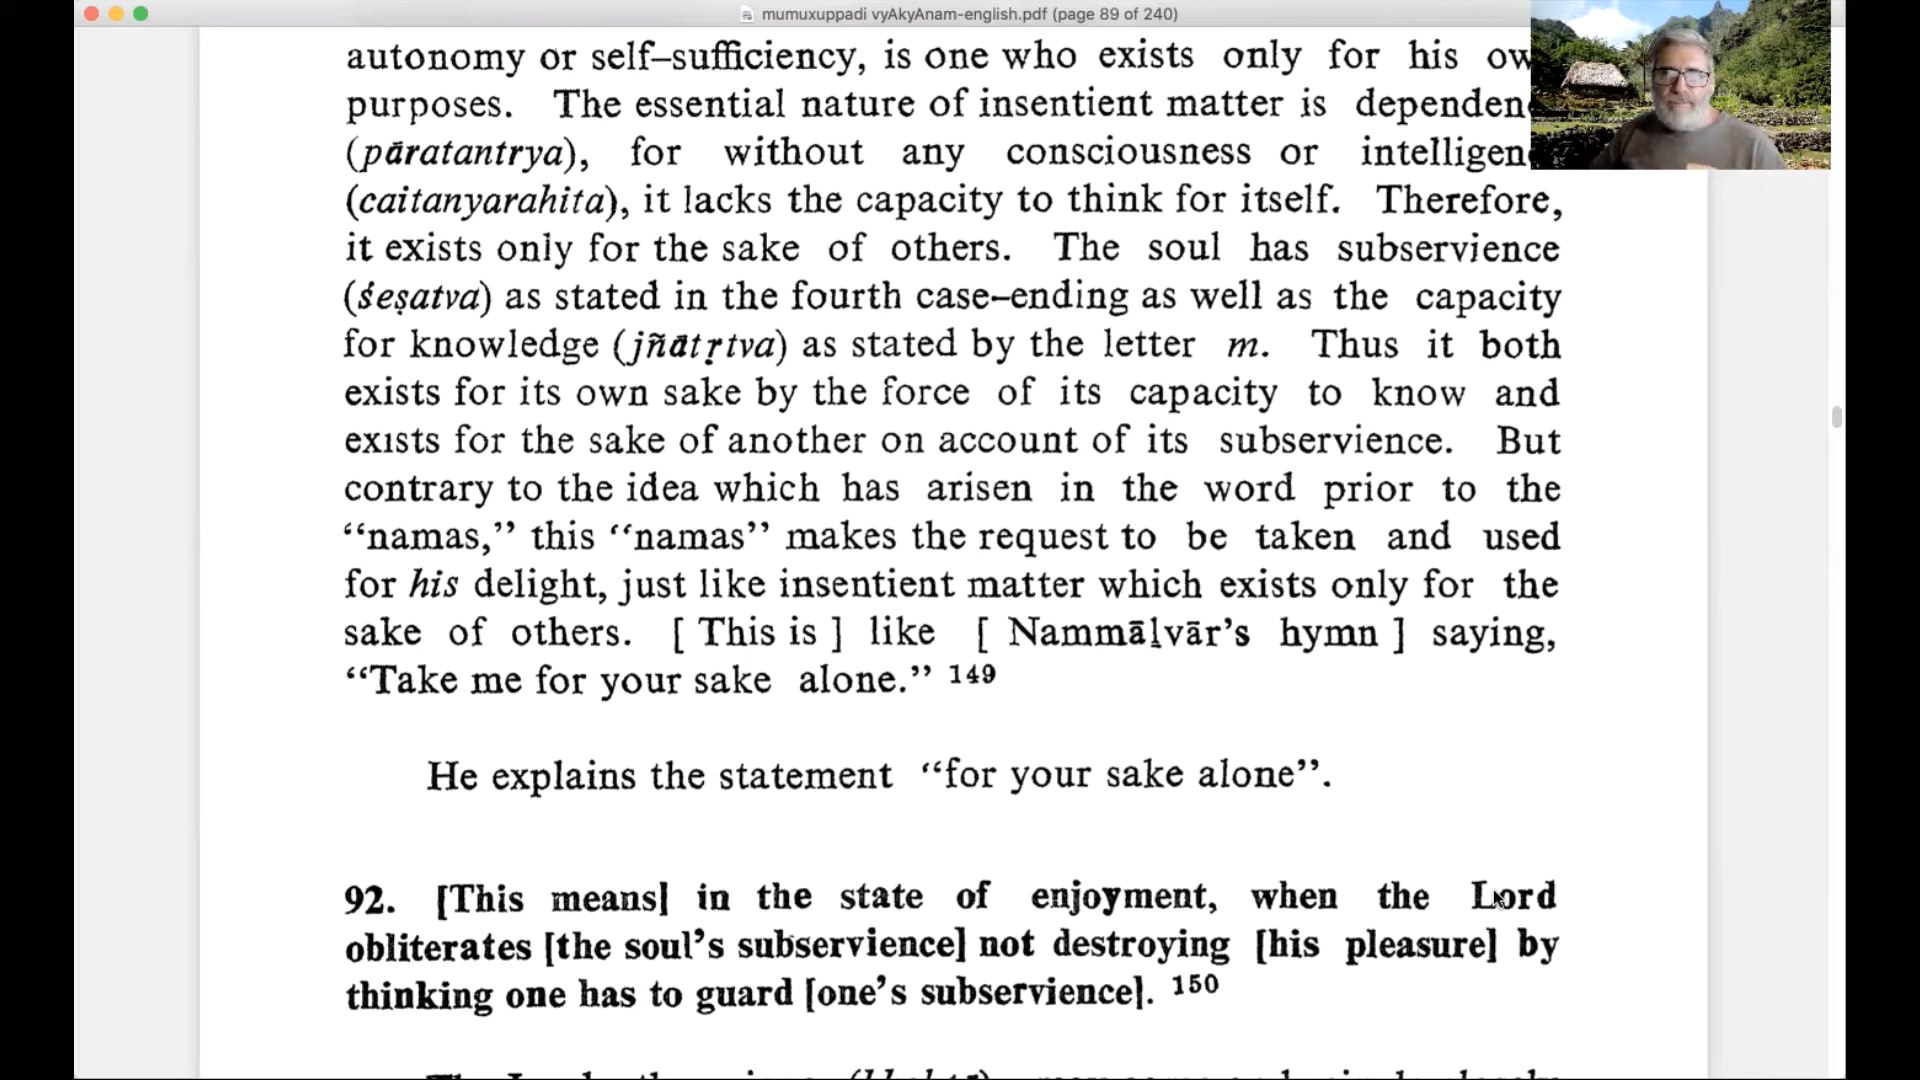 mumuxuppadi vyAkyAnam-english.pdf (page 89 of 240)
autonomy or self–sufficiency, is one who exists only for his ow
purposes. The essential nature of insentient matter is dependen
(pāratantrya), for without any consciousness or intelligen
(caitanyarahita), it lacks the capacity to think for itself. Therefore,
it exists only for the sake of others. The soul has subservience
(śeṣatva) as stated in the fourth case–ending as well as the capacity
for knowledge (jñātṛtva) as stated by the letter m. Thus it both
exists for its own sake by the force of its capacity to know and
exısts for the sake of another on account of its subservience. But
contrary to the idea which has arisen in the word prior to the
“namas,” this “namas” makes the request to be taken and used
for his delight, just like insentient matter which exists only for the
sake of others. [ This is ] like [ Nammāḻvār’s hymn ] saying,
“Take me for your sake alone.” 149
He explains the statement “for your sake alone”.
92. [This means] in the state of enjoyment, when the Lord
obliterates [the soul’s subservience] not destroying [his pleasure] by
thinking one has to guard [one’s subservience]. 150